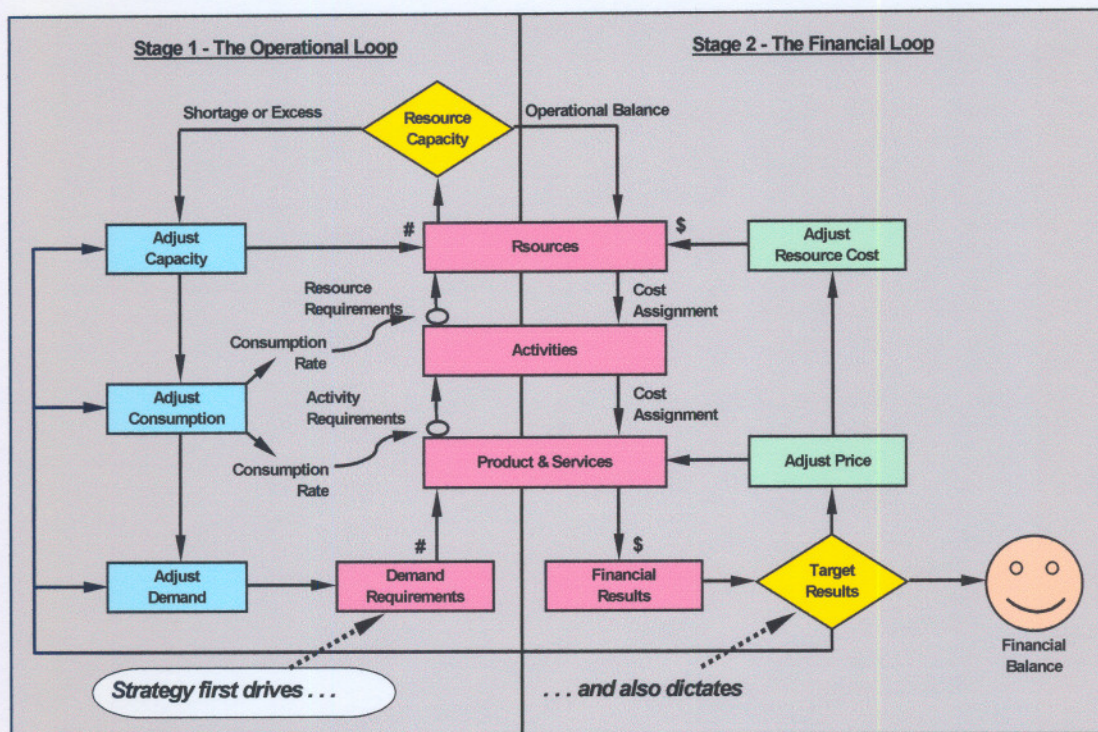 Stage 1 - The Operational Loop
Stage 2 - The Financial Loop
Shortage or Excess
Resource
Capacity
Operational Balance
#
$
Adjust
Capacity
Rsources
Adjust
Resource Cost
Resource
Requirements
Cost
Assignment
Consumption
Rate
Activities
Adjust
Consumption
Activity
Requirements
Cost
Assignment
Consumption
Rate
Product & Services
Adjust Price
#
$
Adjust
Demand
Demand
Requirements
Financial
Results
Target
Results
Financial
Balance
Strategy first drives . . .
. . . and also dictates